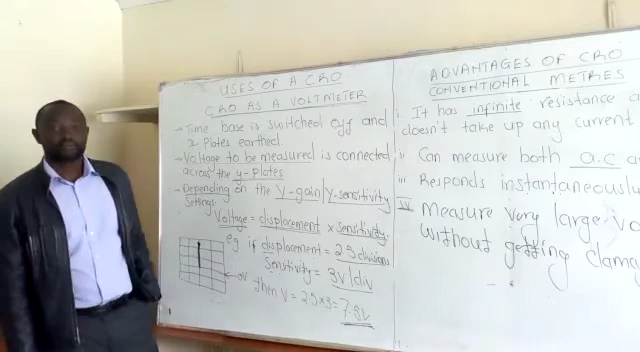 USES OF A CRO
CRO AS A VOLTMETER
→ Time base is switched off and
x plates earthed.
→ Voltage to be measured is connected
across the y-plates
→ Depending on the y-gain/y-sensitivity
settings.
Voltage = displacement x sensitivity.
eg if displacement = 2.5 divisions
Sensitivity = 3V/div
0V
then V = 2.5 x 3 = 7.5V
ADVANTAGES OF CRO
CONVENTIONAL METRES
i. It has infinite resistance
doesn't take up any current
ii Can measure both a.c
iii Responds instantaneously
iv Measure very large
without getting